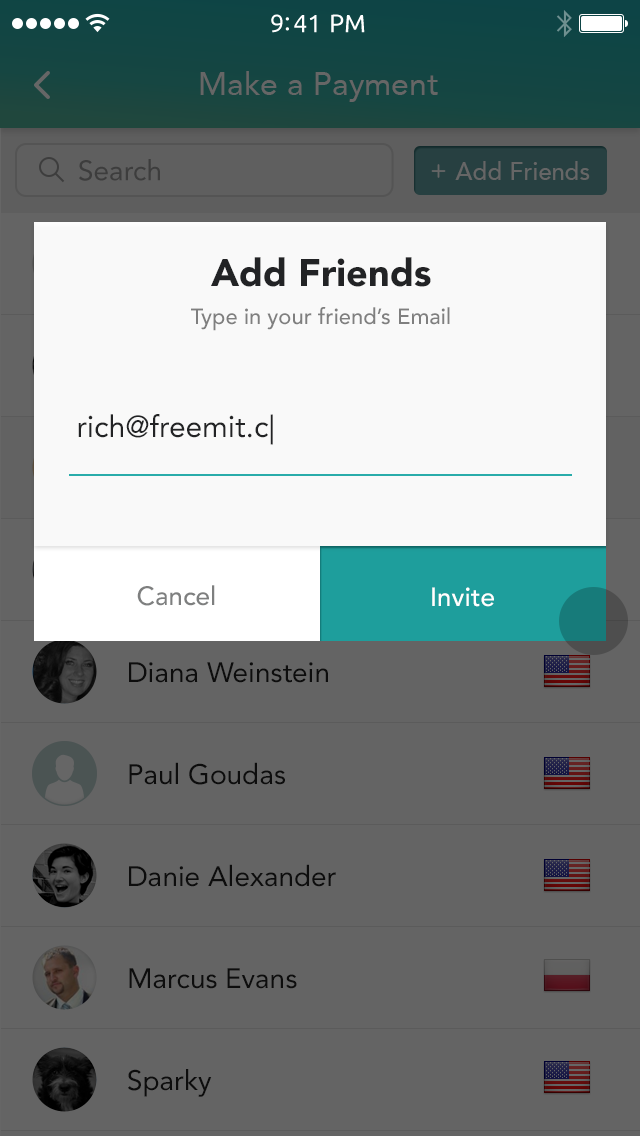 9:41 PM
Make a Payment
Search
+ Add Friends
Add Friends
Type in your friend's Email
rich@freemit.c
Cancel
Invite
Diana Weinstein
Paul Goudas
Danie Alexander
Marcus Evans
Sparky